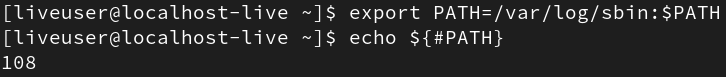 [liveuser@localhost-live ~]$ export PATH=/var/log/sbin:$PATH
[liveuser@localhost-live ~]$ echo ${#PATH}
108